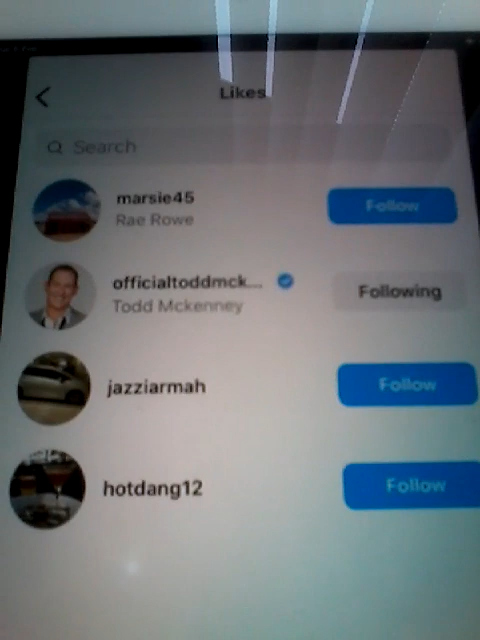 Likes
Search
marsie45
Rae Rowe
Follow
officialtoddmck...
Todd Mckenney
Following
jazziarmah
Follow
hotdang12
Follow